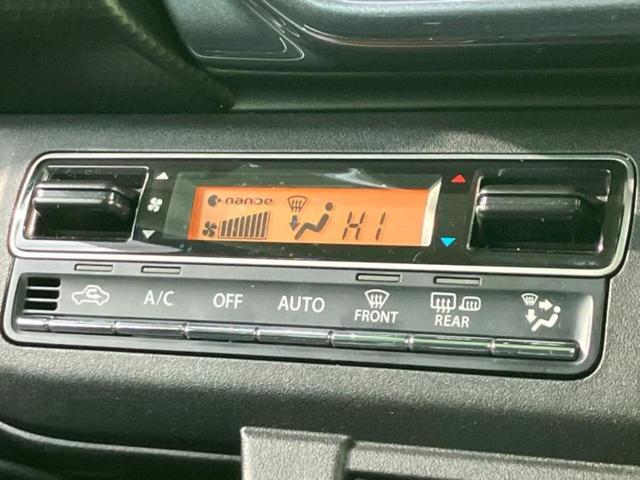 nanoe
HI
A/C OFF AUTO FRONT REAR